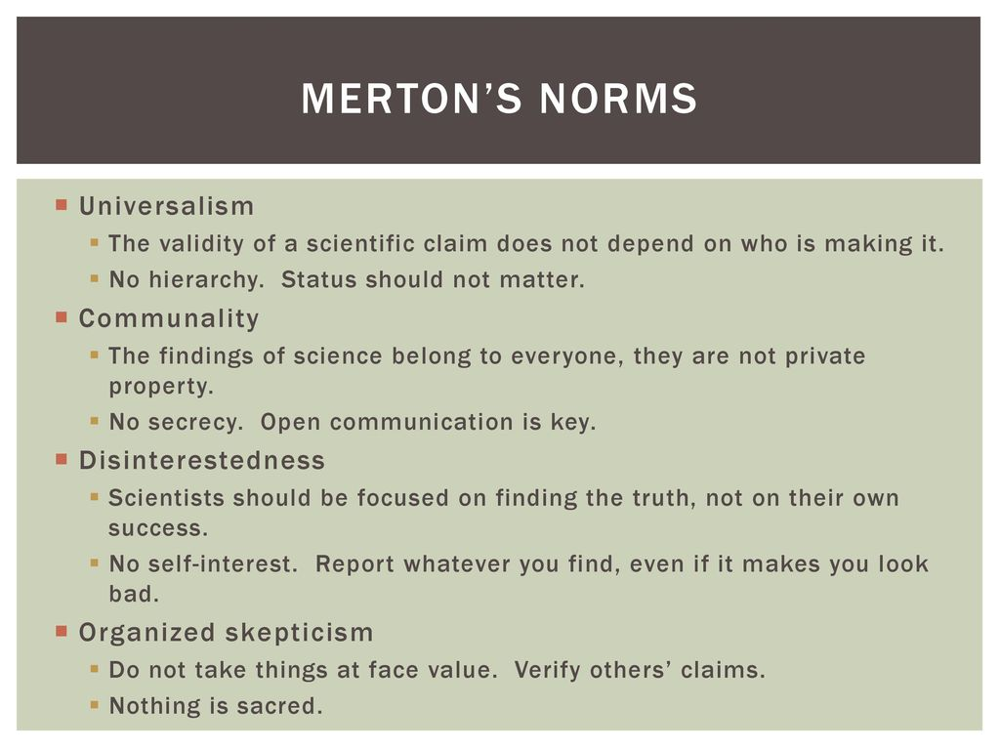 MERTON’S NORMS
Universalism
The validity of a scientific claim does not depend on who is making it.
No hierarchy.  Status should not matter.
Communality
The findings of science belong to everyone, they are not private
property.
No secrecy.  Open communication is key.
Disinterestedness
Scientists should be focused on finding the truth, not on their own
success.
No self-interest.  Report whatever you find, even if it makes you look
bad.
Organized skepticism
Do not take things at face value.  Verify others’ claims.
Nothing is sacred.